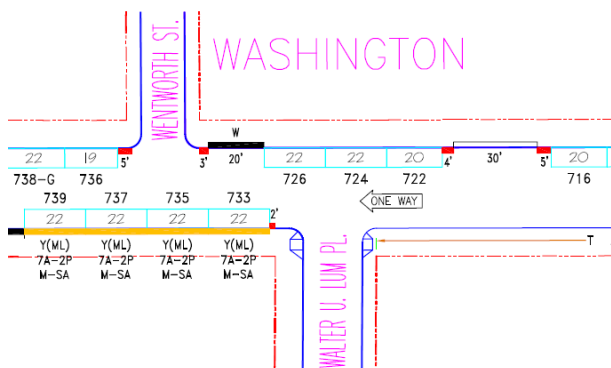 WENTWORTH ST.
WASHINGTON
W
22 19 5' 3' 20' 22 22 20 4' 30' 5' 20
738-G 736 726 724 722 716
739 737 735 733
ONE WAY
22 22 22 22 2'
Y(ML) Y(ML) Y(ML) Y(ML) T
7A-2P 7A-2P 7A-2P 7A-2P
M-SA M-SA M-SA M-SA
WALTER U. LUM PL.